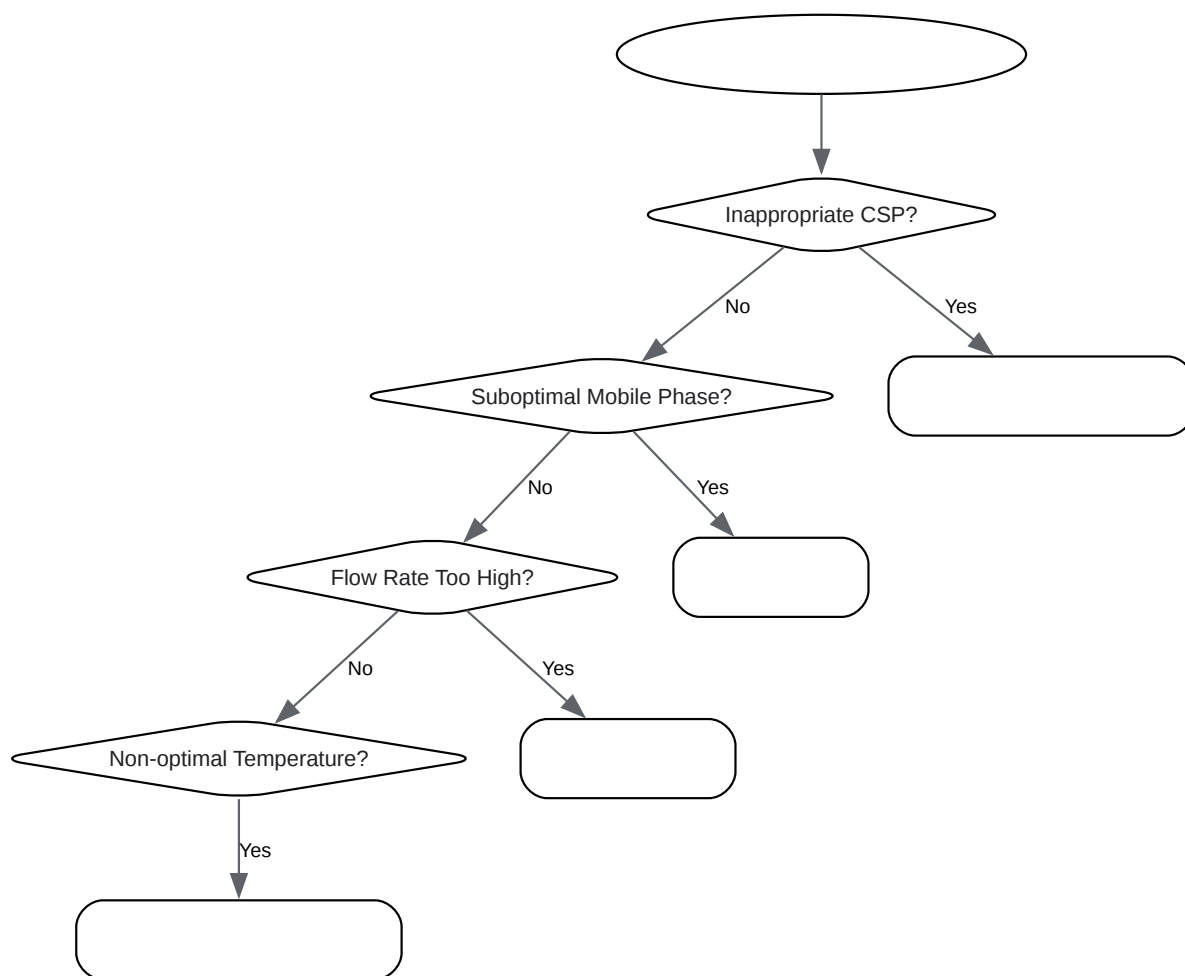 Inappropriate CSP?
No
Yes
Suboptimal Mobile Phase?
No
Yes
Flow Rate Too High?
No
Yes
Non-optimal Temperature?
Yes